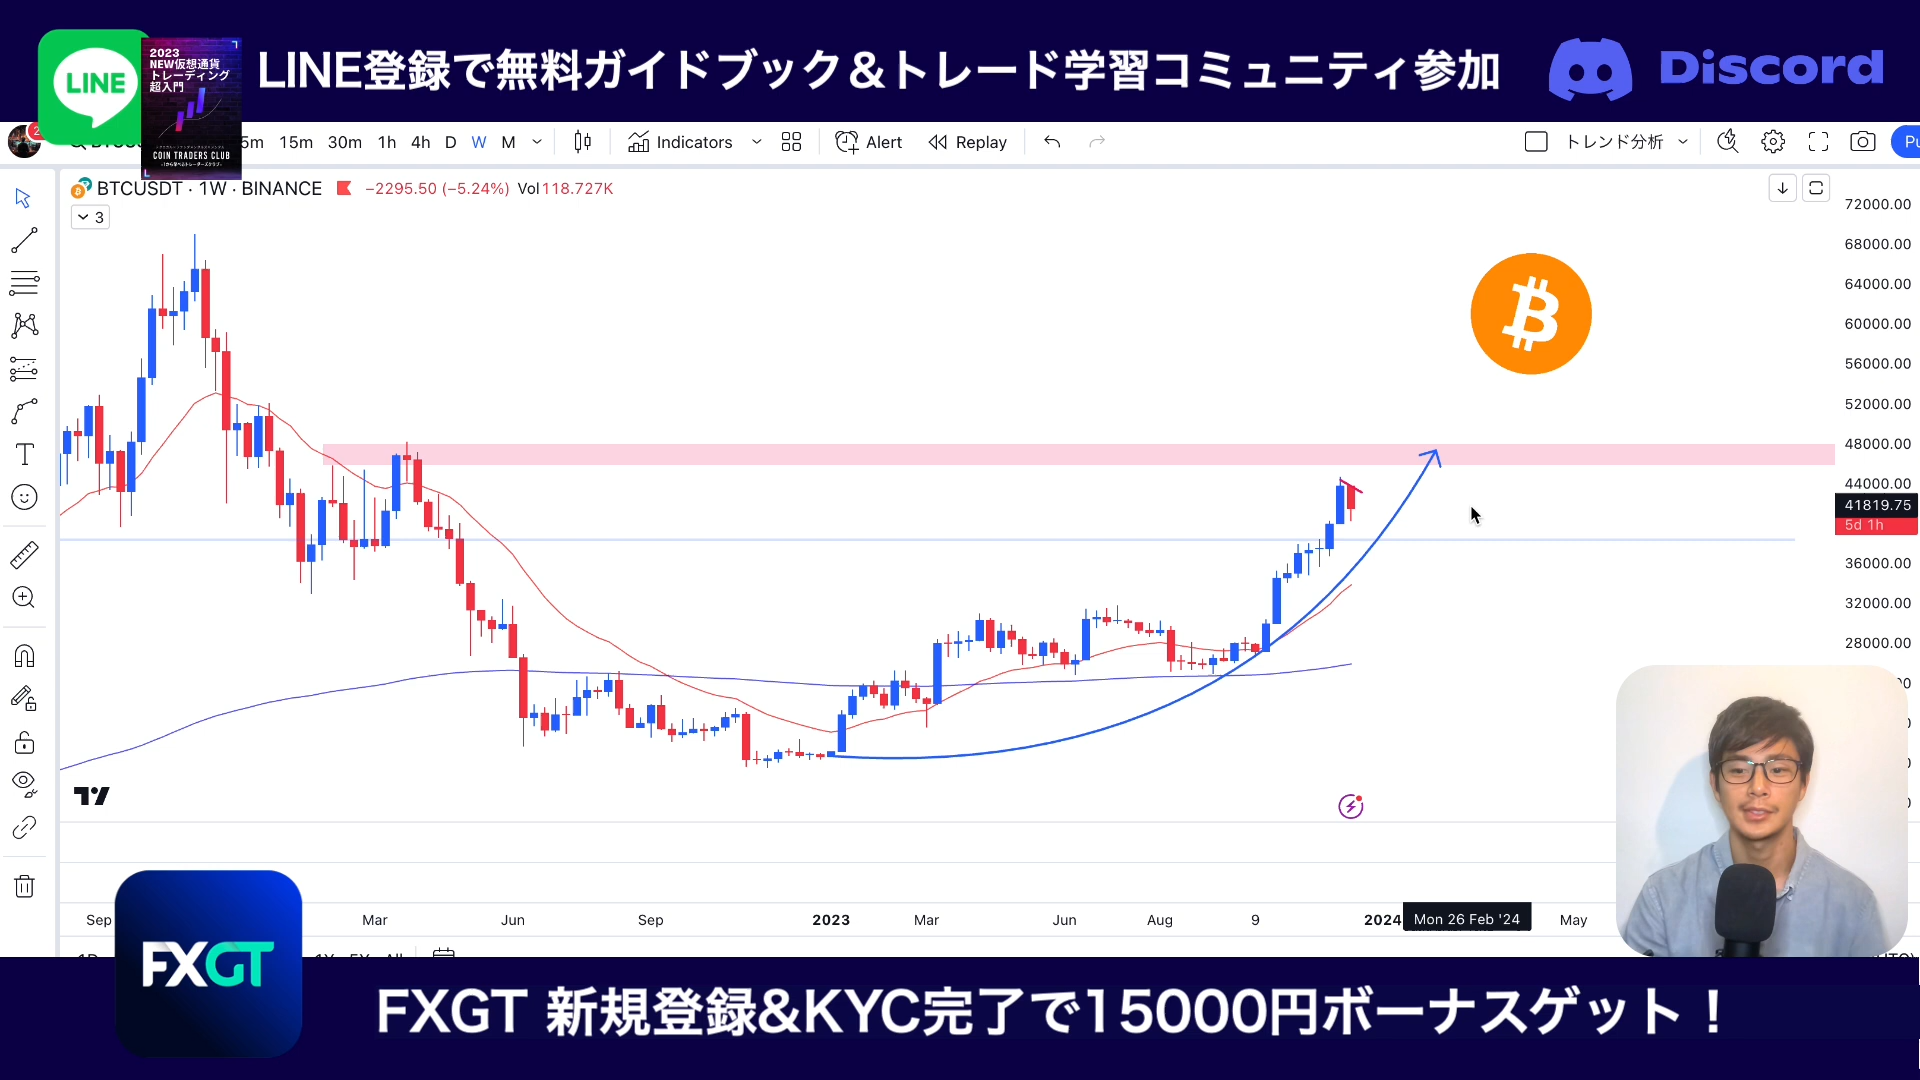 LINE
2023
NEW仮想通貨
トレーディング
超入門
COIN TRADERS CLUB
LINE登録で無料ガイドブック&トレード学習コミュニティ参加
Discord
5m 15m 30m 1h 4h D W M Indicators Alert Replay トレンド分析
BTCUSDT · 1W · BINANCE −2295.50 (−5.24%) Vol118.727K
3
72000.00
68000.00
64000.00
60000.00
56000.00
52000.00
48000.00
44000.00
41819.75
5d 1h
36000.00
32000.00
28000.00
Sep Mar Jun Sep 2023 Mar Jun Aug 9 2024 Mon 26 Feb '24 May
FXGT
FXGT 新規登録&KYC完了で15000円ボーナスゲット！